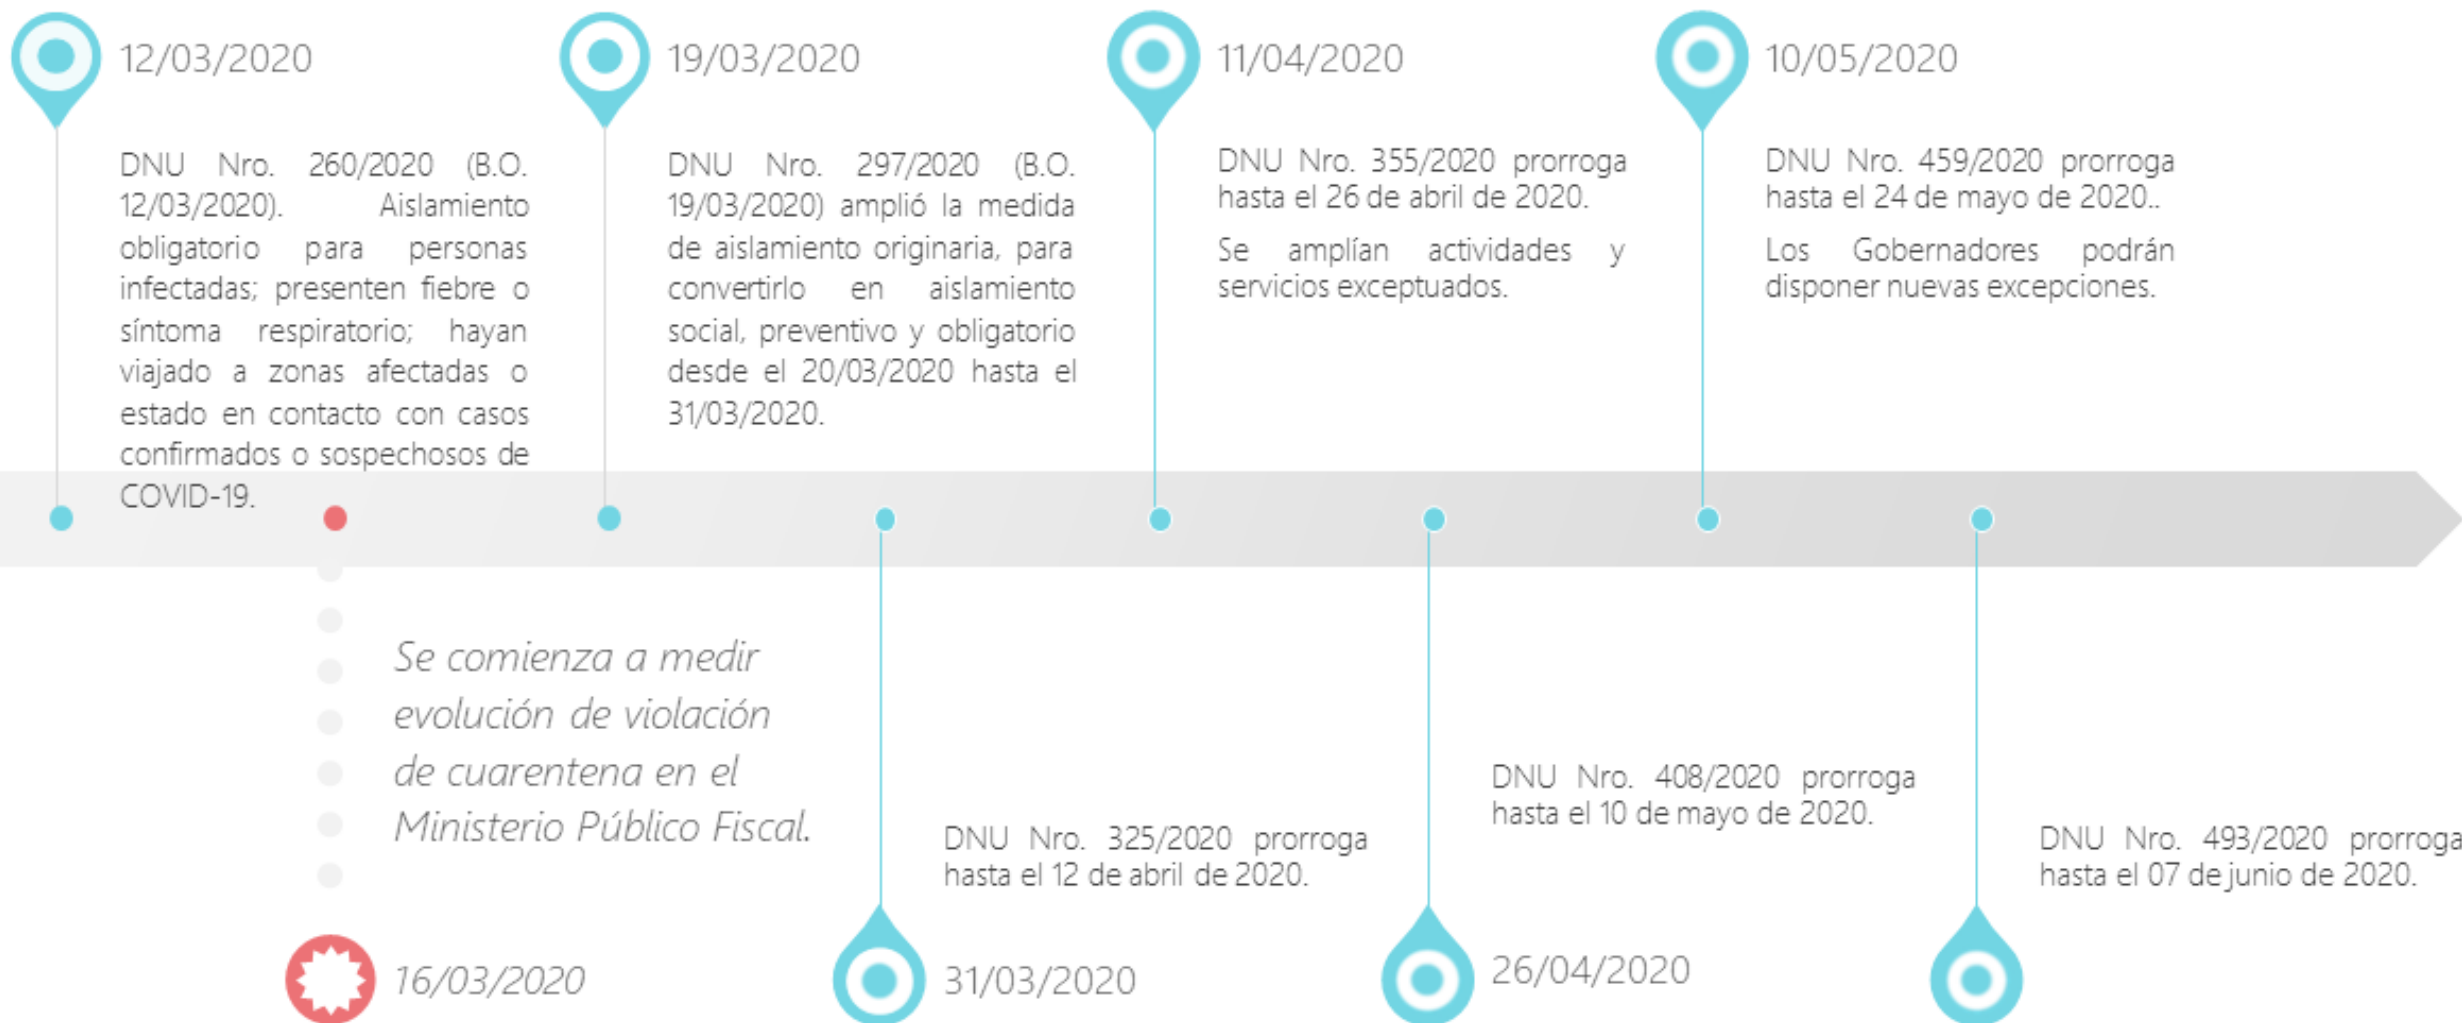 12/03/2020
DNU Nro. 260/2020 (B.O.
12/03/2020). Aislamiento
obligatorio para personas
infectadas; presenten fiebre o
síntoma respiratorio; hayan
viajado a zonas afectadas o
estado en contacto con casos
confirmados o sospechosos de
COVID-19.
16/03/2020
Se comienza a medir
evolución de violación
de cuarentena en el
Ministerio Público Fiscal.
19/03/2020
DNU Nro. 297/2020 (B.O.
19/03/2020) amplió la medida
de aislamiento originaria, para
convertirlo en aislamiento
social, preventivo y obligatorio
desde el 20/03/2020 hasta el
31/03/2020.
31/03/2020
DNU Nro. 325/2020 prorroga
hasta el 12 de abril de 2020.
11/04/2020
DNU Nro. 355/2020 prorroga
hasta el 26 de abril de 2020.
Se amplían actividades y
servicios exceptuados.
26/04/2020
DNU Nro. 408/2020 prorroga
hasta el 10 de mayo de 2020.
10/05/2020
DNU Nro. 459/2020 prorroga
hasta el 24 de mayo de 2020..
Los Gobernadores podrán
disponer nuevas excepciones.
DNU Nro. 493/2020 prorroga
hasta el 07 de junio de 2020.